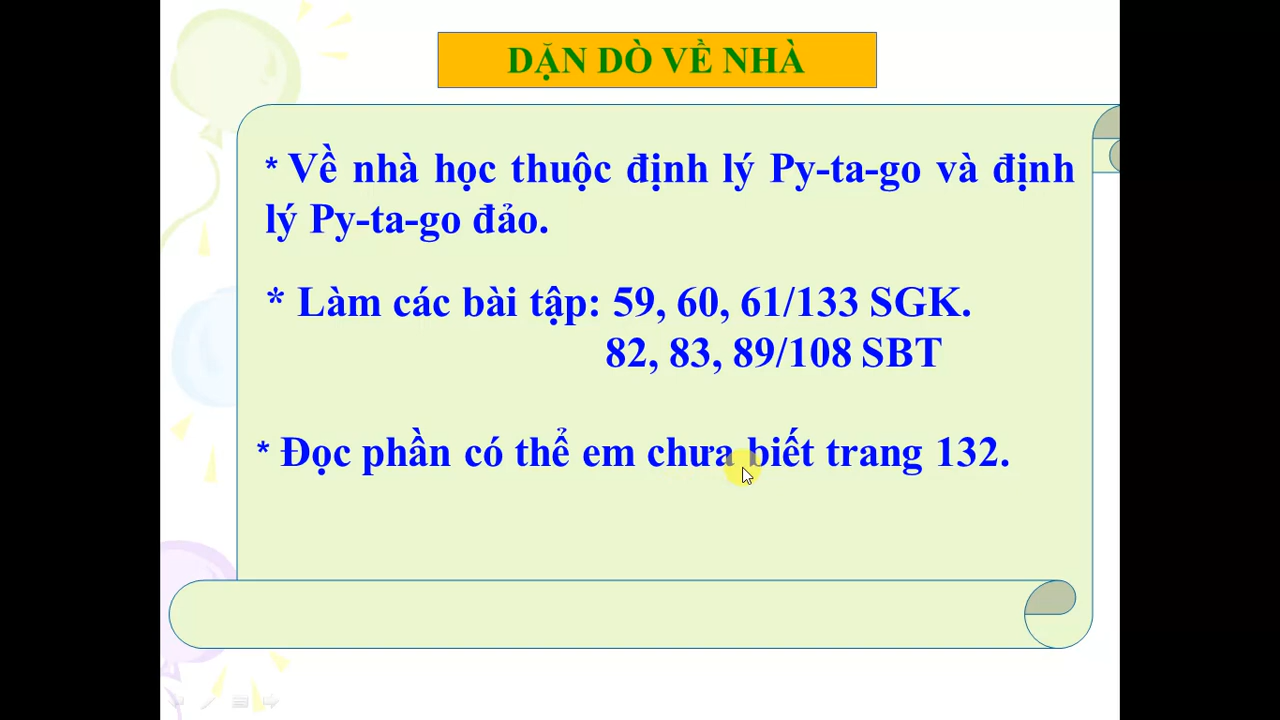 DẶN DÒ VỀ NHÀ
* Về nhà học thuộc định lý Py-ta-go và định
lý Py-ta-go đảo.
* Làm các bài tập: 59, 60, 61/133 SGK.
82, 83, 89/108 SBT
* Đọc phần có thể em chưa biết trang 132.